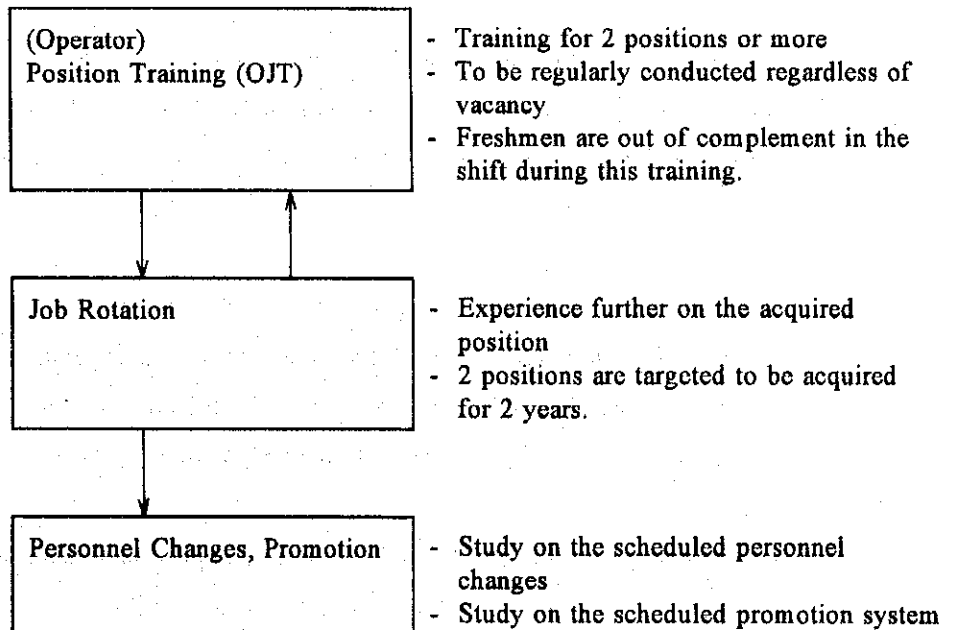 (Operator)
Position Training (OJT)
- Training for 2 positions or more
- To be regularly conducted regardless of
vacancy
- Freshmen are out of complement in the
shift during this training.
Job Rotation
- Experience further on the acquired
position
- 2 positions are targeted to be acquired
for 2 years.
Personnel Changes, Promotion
- Study on the scheduled personnel
changes
- Study on the scheduled promotion system